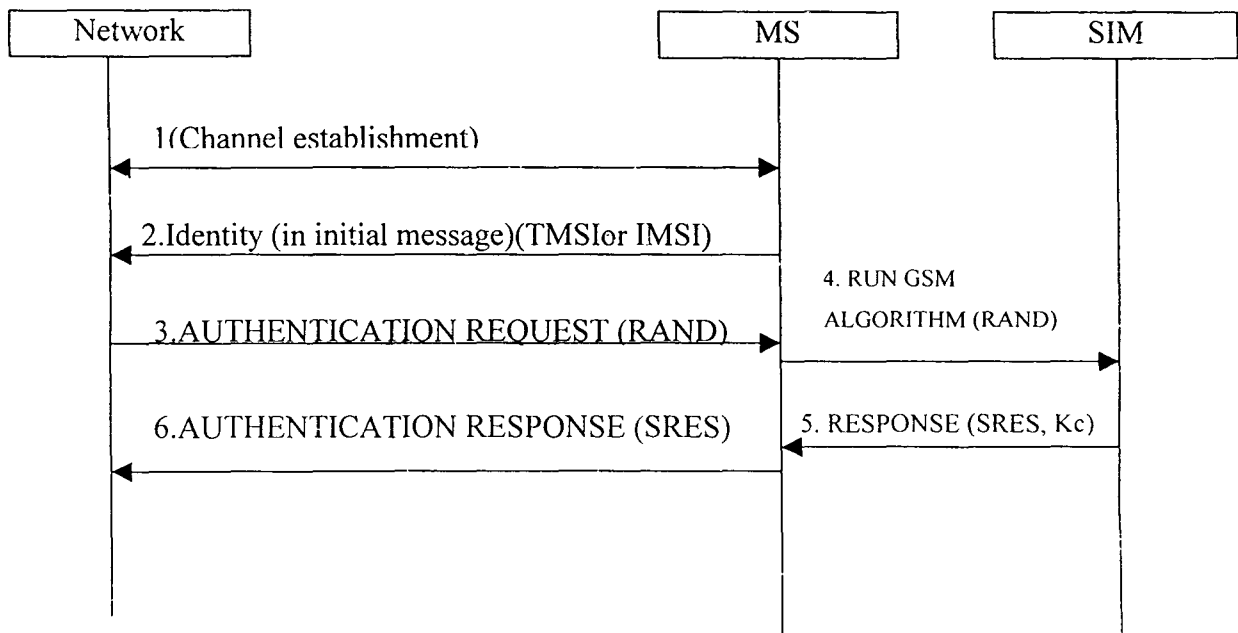 Network
MS
SIM
1(Channel establishment)
2.Identity (in initial message)(TMSIor IMSI)
3.AUTHENTICATION REQUEST (RAND)
4. RUN GSM
ALGORITHM (RAND)
5. RESPONSE (SRES, Kc)
6.AUTHENTICATION RESPONSE (SRES)